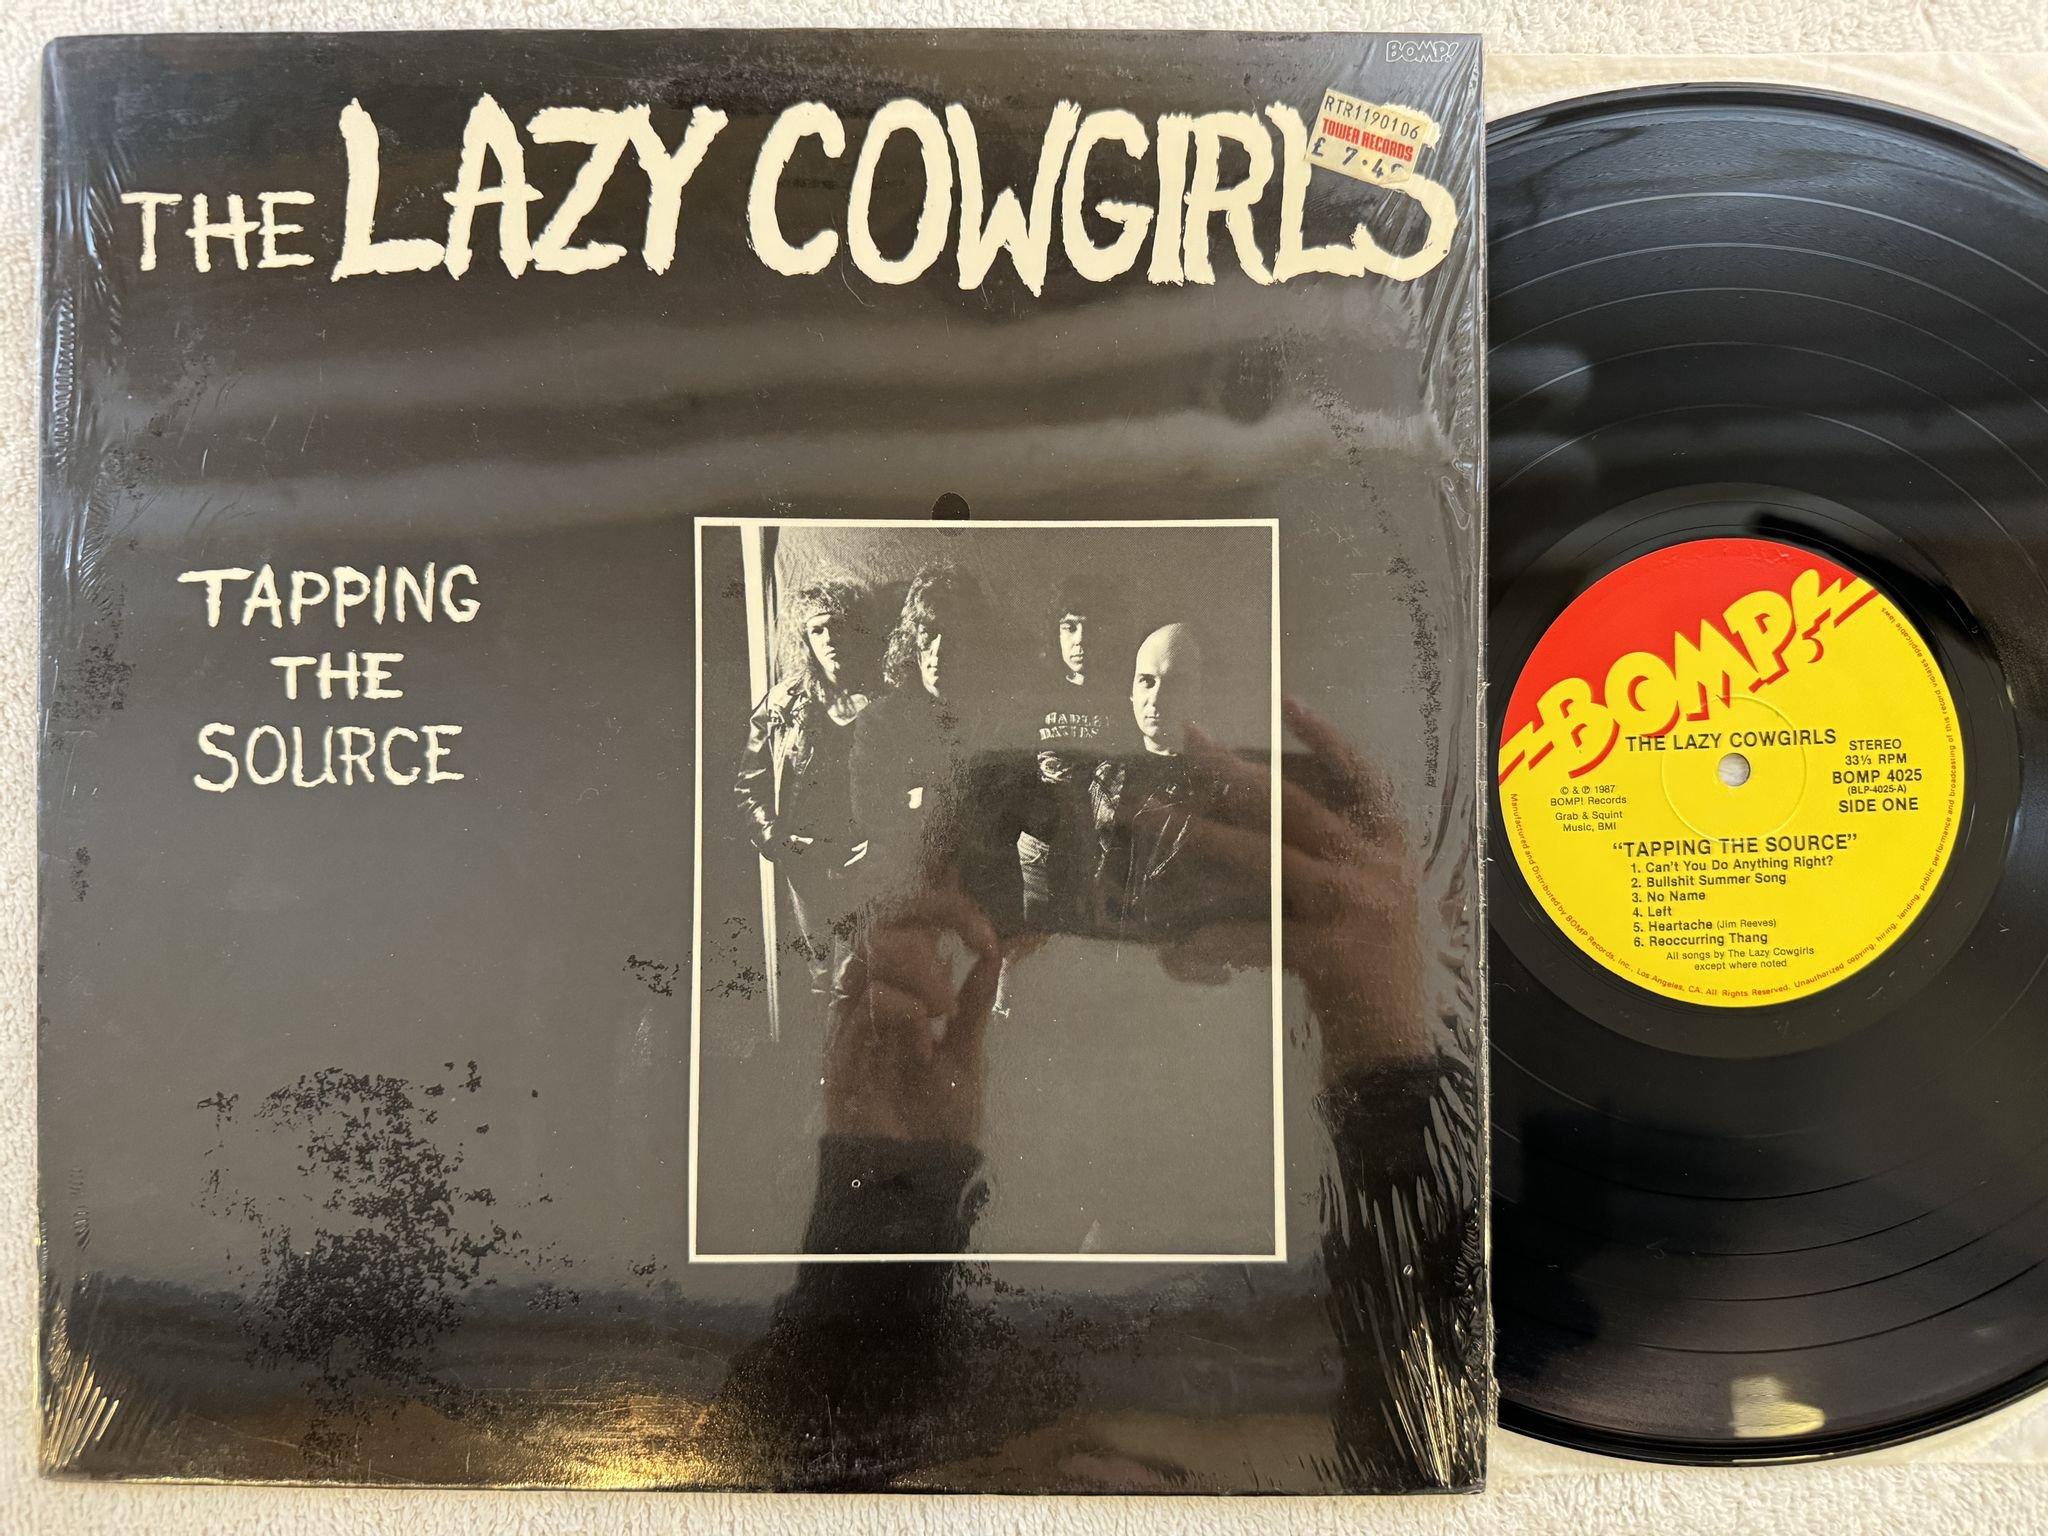 BOMP!
THE LAZY COWGIRLS
RTR1190106
TOWER RECORDS
£ 7.49
TAPPING
THE
SOURCE
HARLEY
BOMP!
THE LAZY COWGIRLS
STEREO
33⅓ RPM
BOMP 4025
(BLP-4025-A)
SIDE ONE
© & ℗ 1987
BOMP! Records
Grab & Squint
Music, BMI
"TAPPING THE SOURCE"
1. Can't You Do Anything Right?
2. Bullshit Summer Song
3. No Name
4. Left
5. Heartache (Jim Reeves)
6. Reoccurring Thang
All songs by The Lazy Cowgirls
except where noted
Manufactured and Distributed by BOMP Records, Inc., Los Angeles, CA. All Rights Reserved. Unauthorized copying, hiring, lending, public performance and broadcasting of this record violates applicable laws.